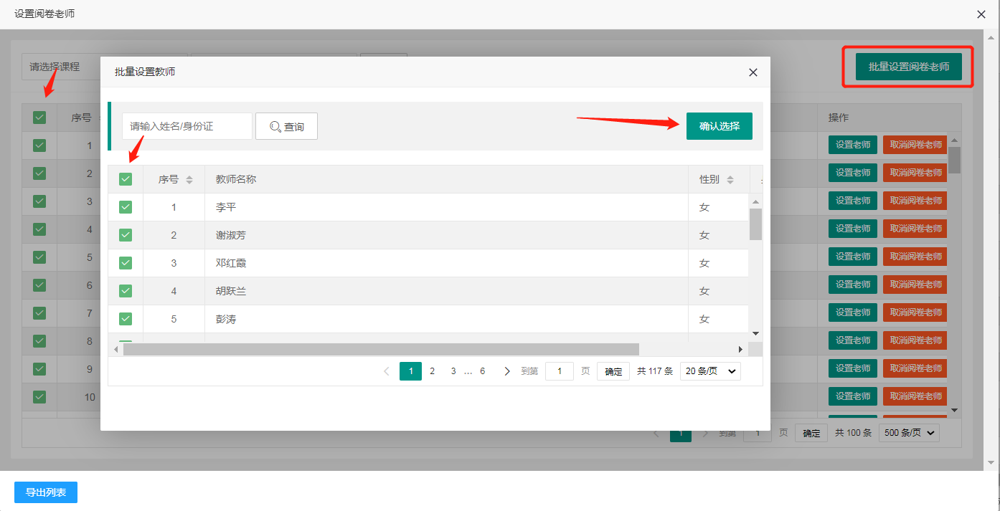 设置阅卷老师
请选择课程
批量设置阅卷老师
批量设置教师
请输入姓名/身份证
查询
确认选择
序号
操作
序号 教师名称 性别
1 设置老师 取消阅卷老师
2 设置老师 取消阅卷老师
3 设置老师 取消阅卷老师
4 设置老师 取消阅卷老师
5 设置老师 取消阅卷老师
6 设置老师 取消阅卷老师
7 设置老师 取消阅卷老师
8 设置老师 取消阅卷老师
9 设置老师 取消阅卷老师
10 设置老师 取消阅卷老师
1 李平 女
2 谢淑芳 女
3 邓红霞 女
4 胡跃兰 女
5 彭涛 女
1 2 3 … 6 到第 1 页 确定 共 117 条 20 条/页
1 到第 1 页 确定 共 100 条 500 条/页
导出列表